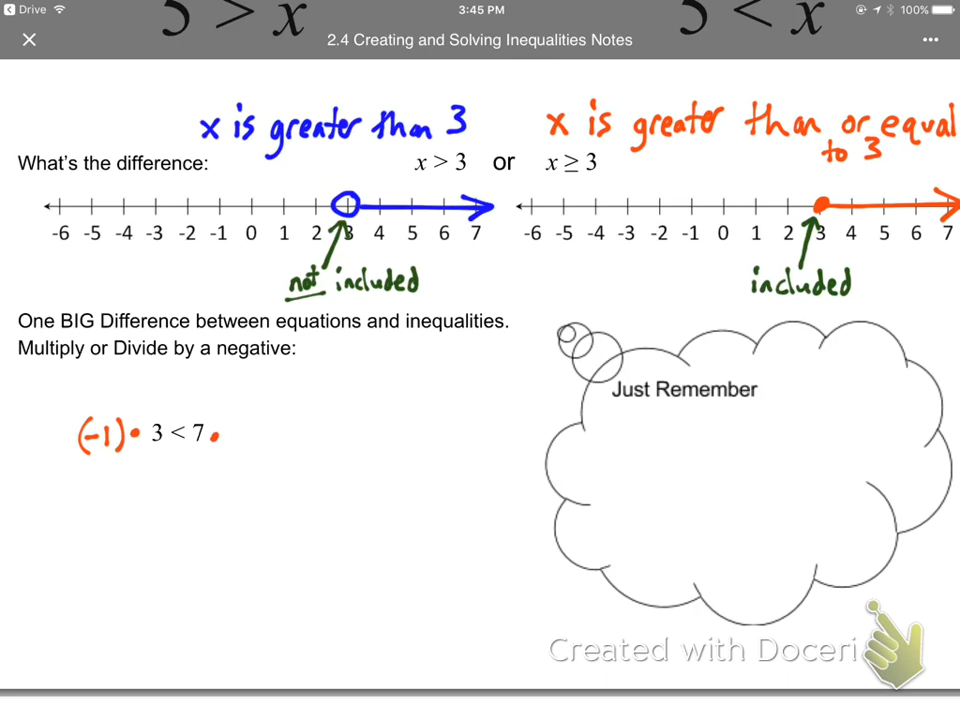 Drive 3:45 PM 100%
5 > x 5 < x
2.4 Creating and Solving Inequalities Notes
x is greater than 3 x is greater than or equal
to 3
What's the difference: x > 3 or x ≥ 3
-6 -5 -4 -3 -2 -1 0 1 2 3 4 5 6 7 -6 -5 -4 -3 -2 -1 0 1 2 3 4 5 6 7
not included included
One BIG Difference between equations and inequalities.
Multiply or Divide by a negative:
Just Remember
(-1)• 3 < 7 •
Created with Doceri